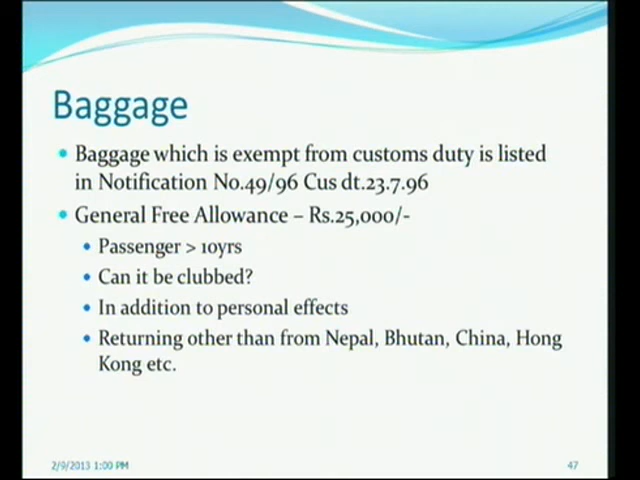 Baggage
Baggage which is exempt from customs duty is listed
in Notification No.49/96 Cus dt.23.7.96
General Free Allowance – Rs.25,000/-
Passenger > 10yrs
Can it be clubbed?
In addition to personal effects
Returning other than from Nepal, Bhutan, China, Hong
Kong etc.
2/9/2013 1:00 PM
47